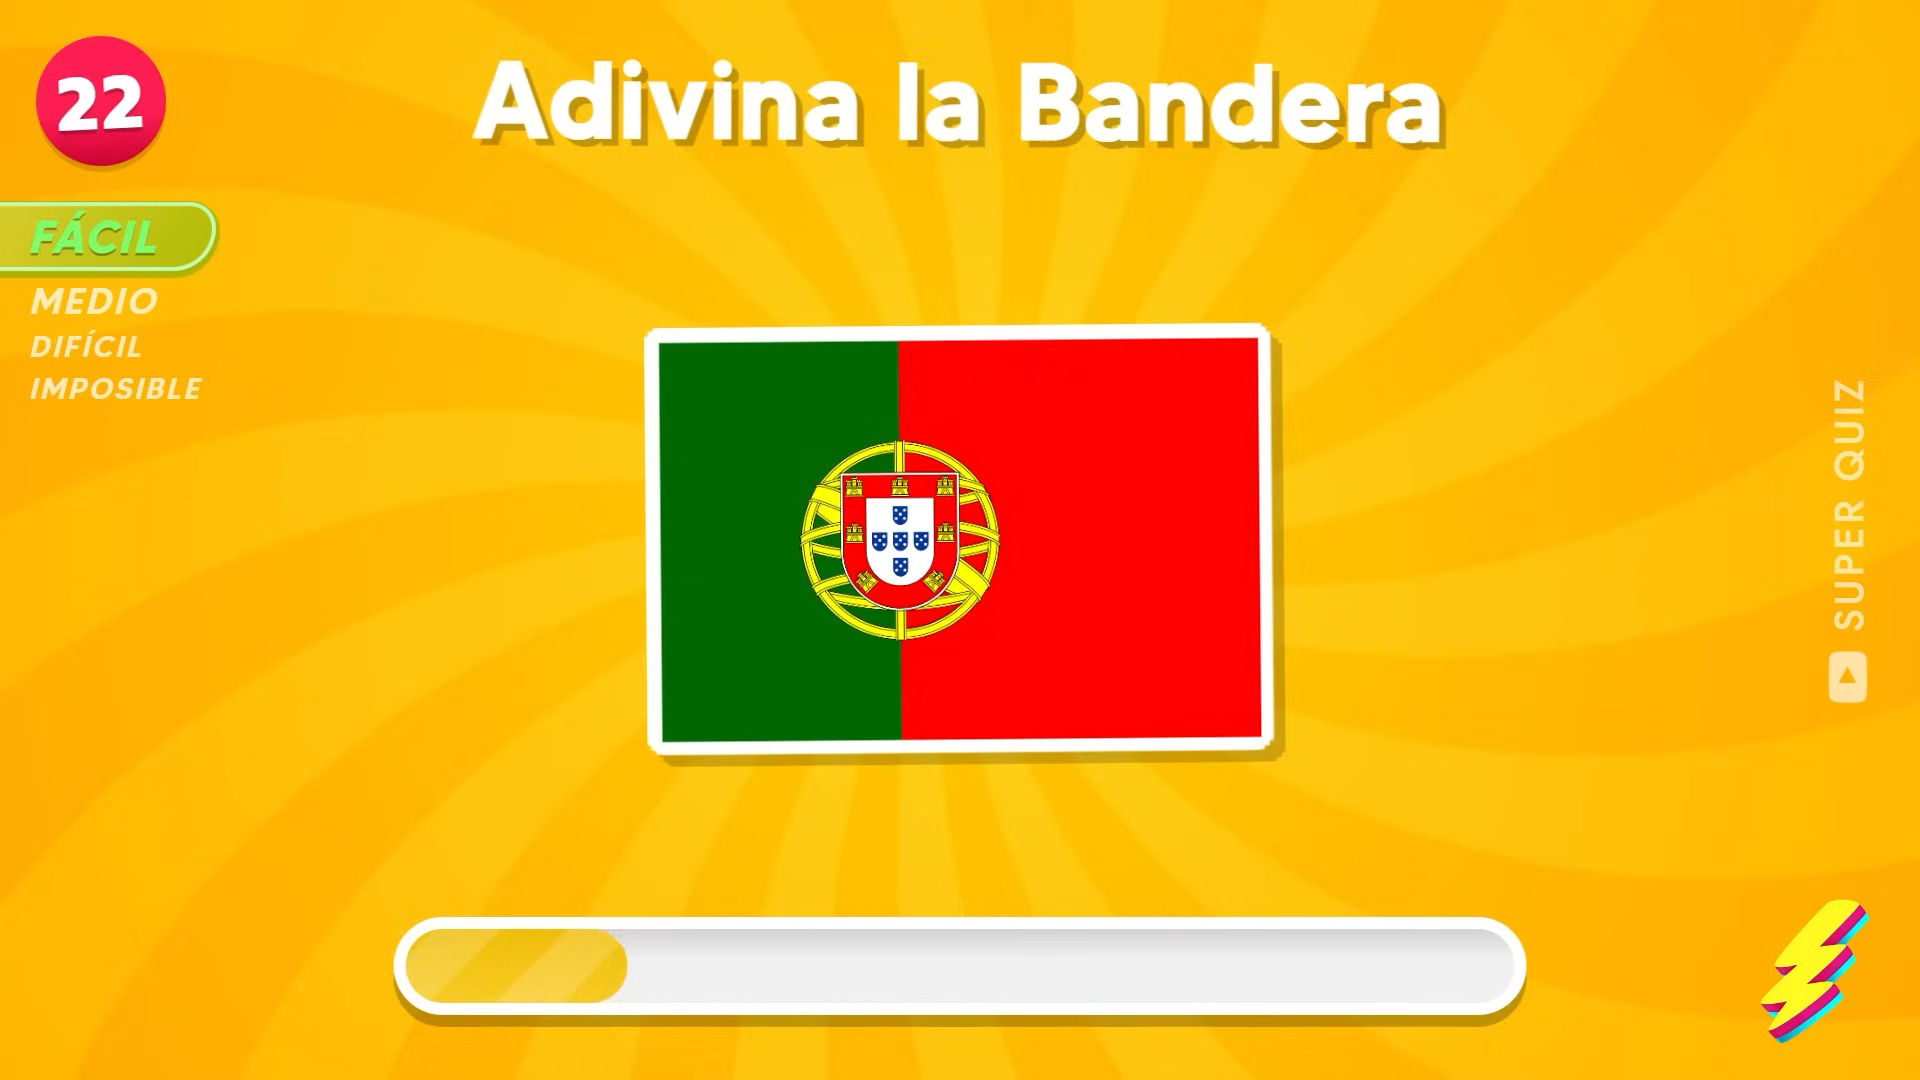 22
Adivina la Bandera
FÁCIL
MEDIO
DIFÍCIL
IMPOSIBLE
SUPER QUIZ